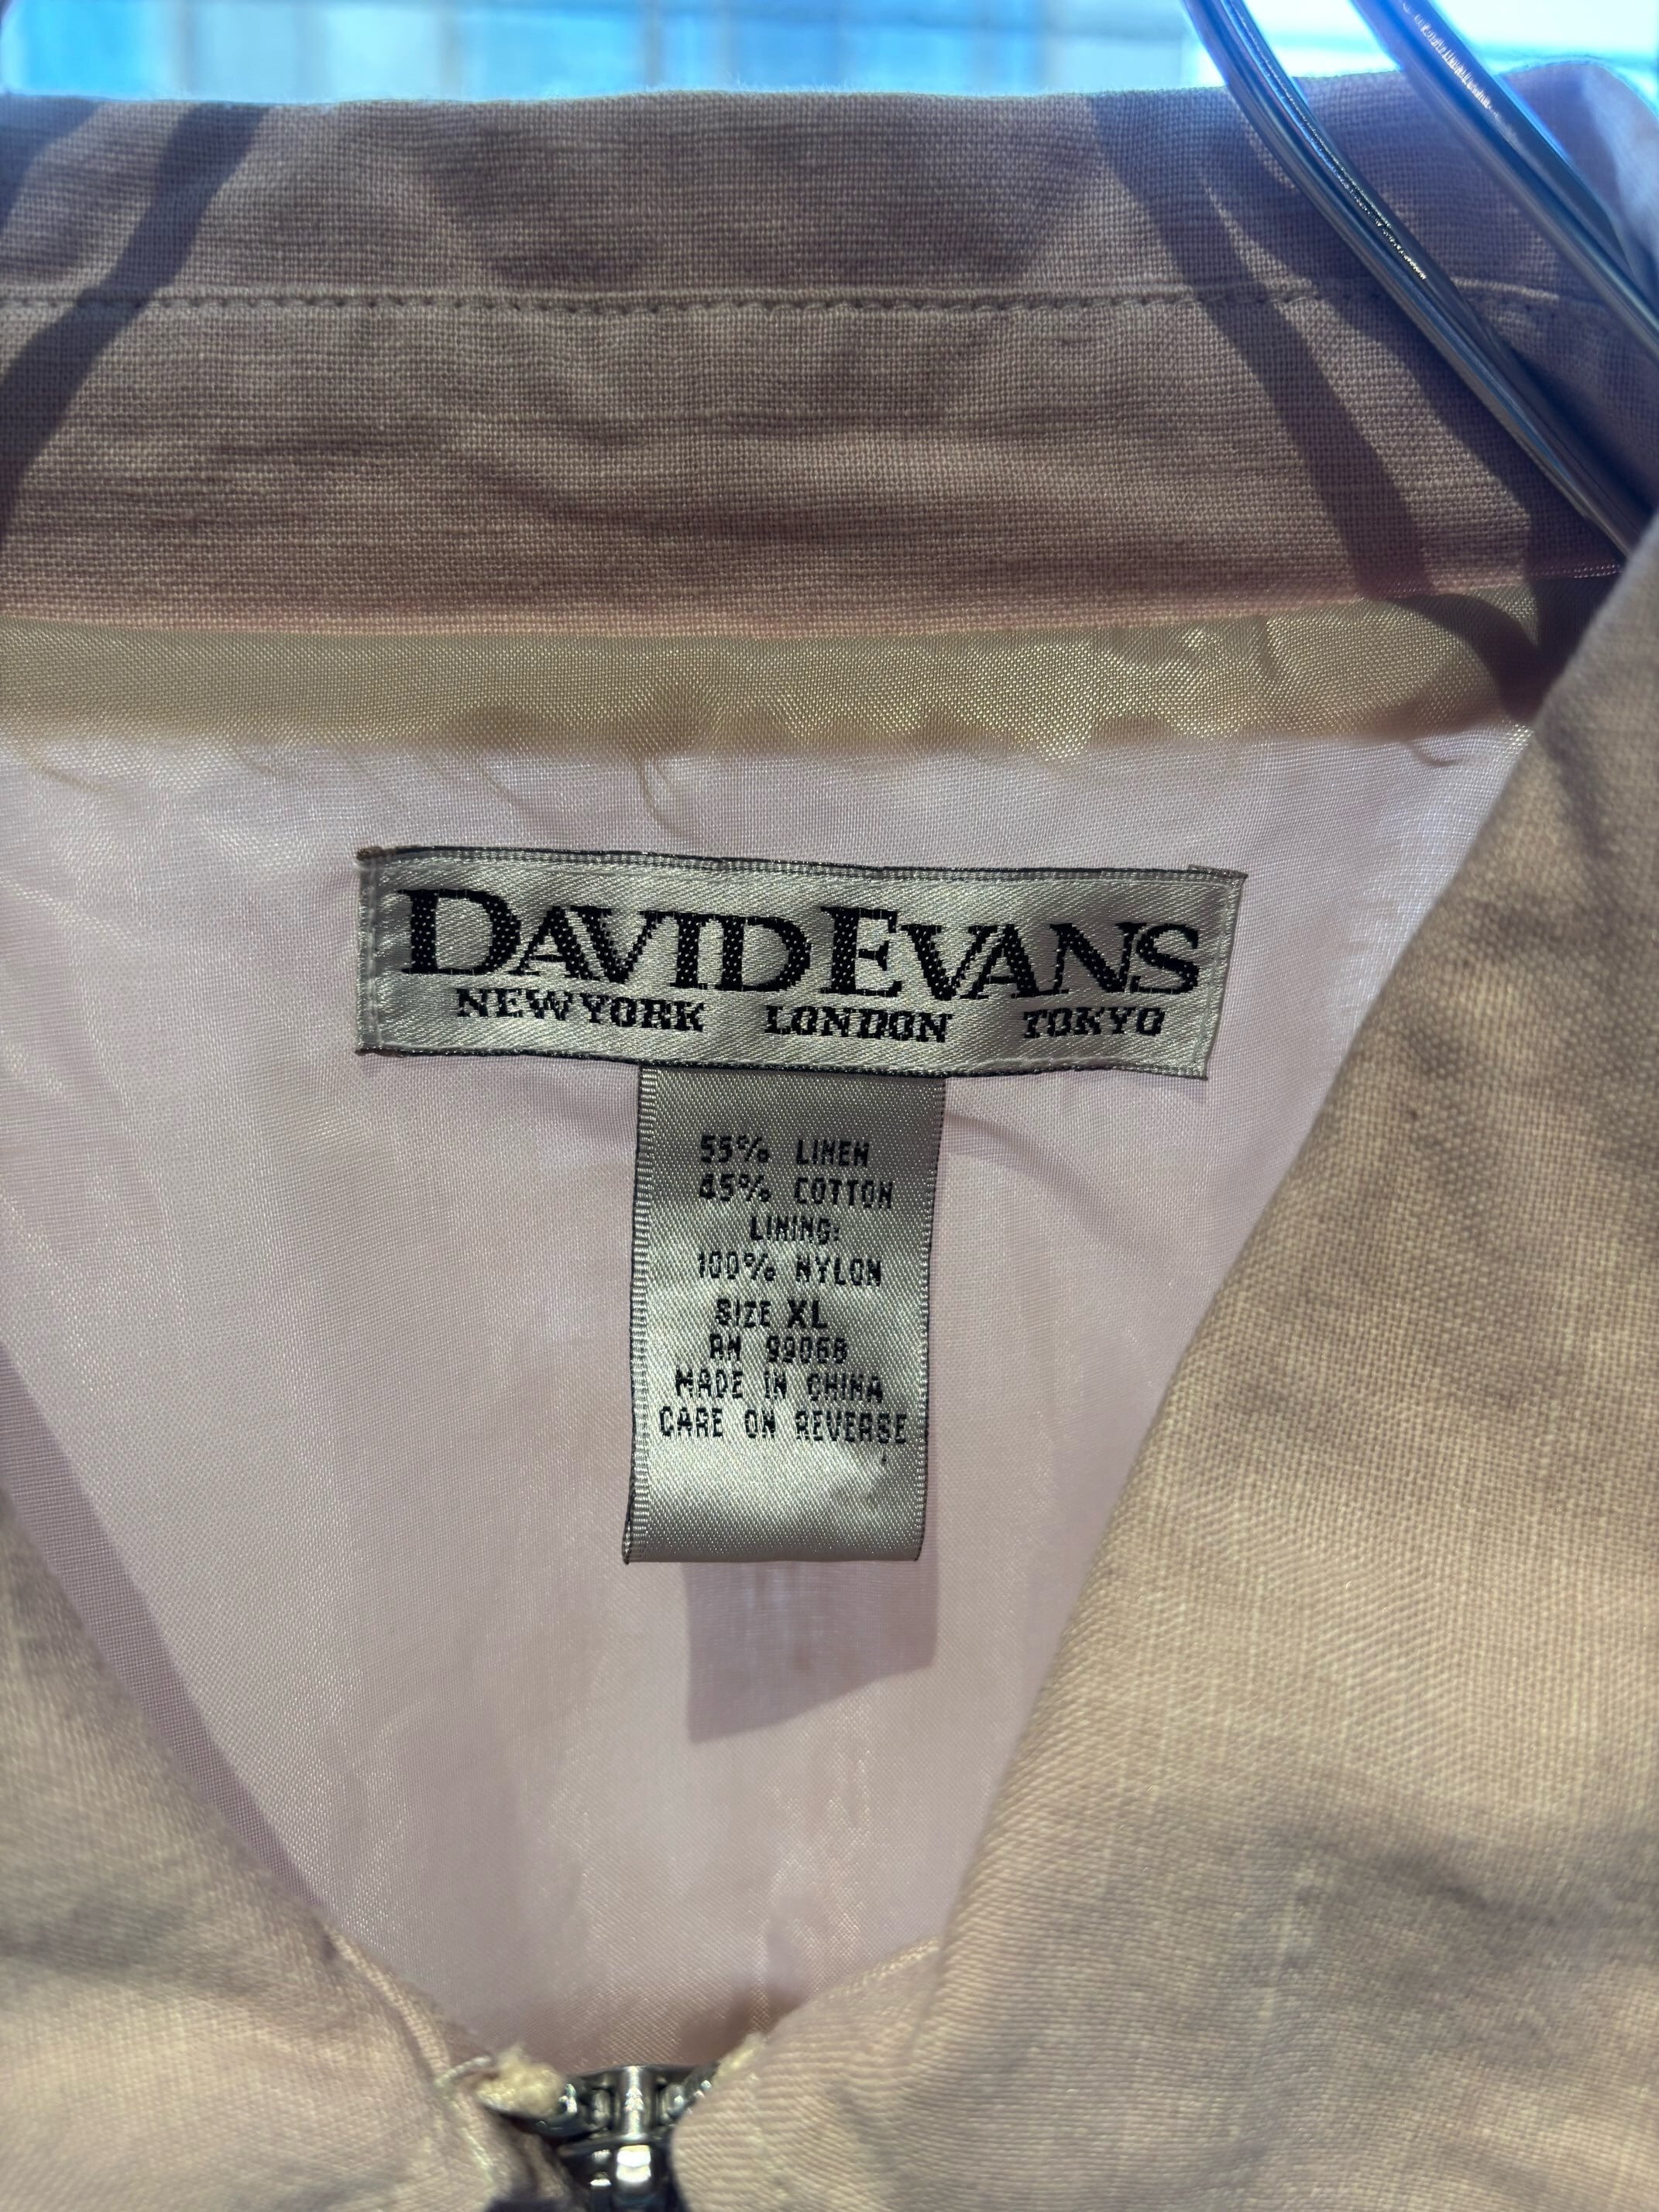 DAVID EVANS
NEW YORK LONDON TOKYO
55% LINEN
45% COTTON
LINING:
100% NYLON
SIZE XL
RN 99068
MADE IN CHINA
CARE ON REVERSE